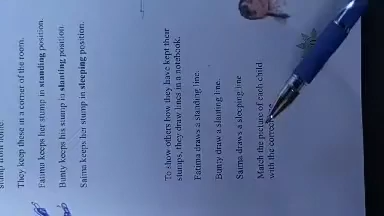 They keep these in a corner of the room.
Fatima keeps her stump in standing position.
Bunty keeps his stump in slanting position.
Saima keeps her stump in sleeping position.
To show others how they have kept their
stumps, they draw lines in a notebook.
Fatima draws a standing line.
Bunty draw a slanting line.
Saima draws a sleeping line
Match the picture of each child
with the correct